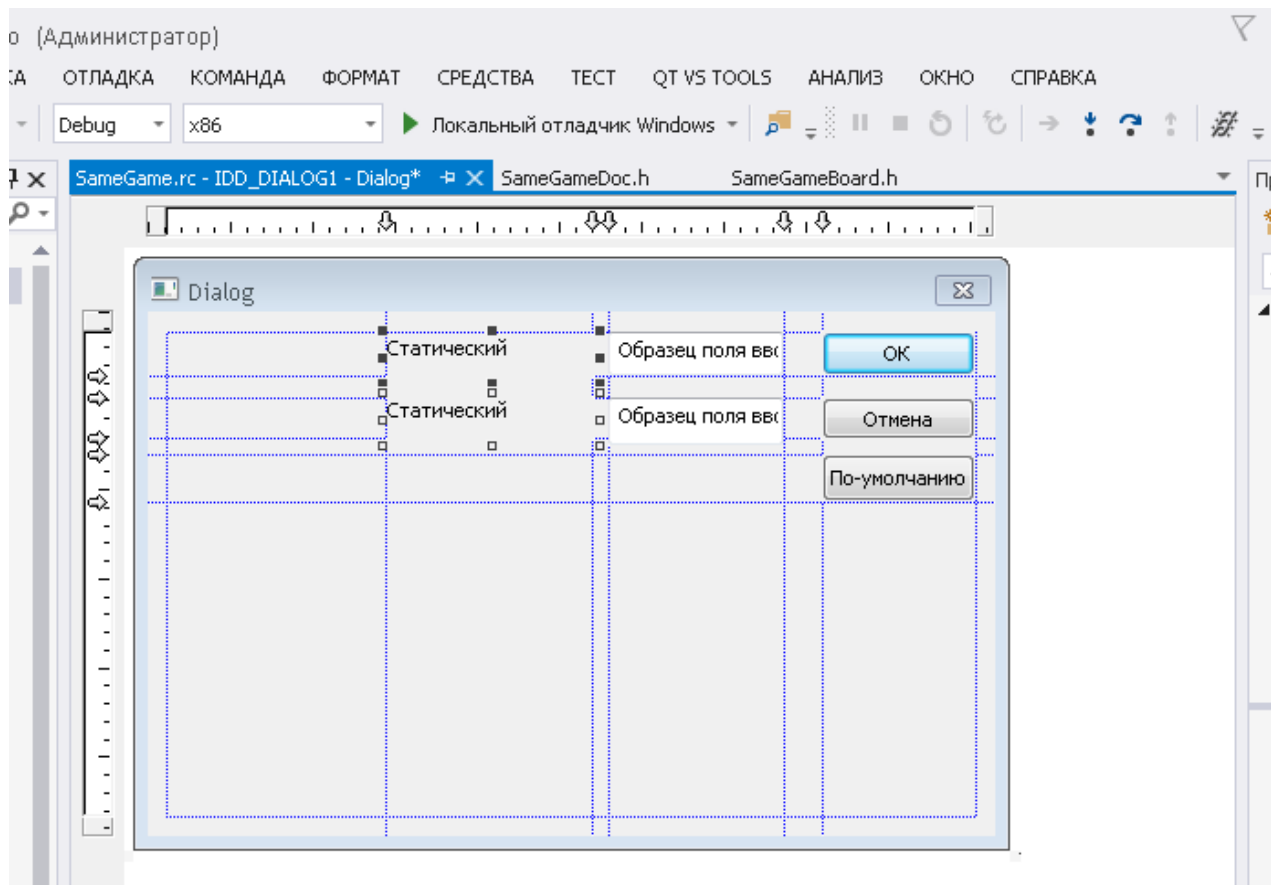 о (Администратор)
КА ОТЛАДКА КОМАНДА ФОРМАТ СРЕДСТВА ТЕСТ QT VS TOOLS АНАЛИЗ ОКНО СПРАВКА
Debug x86 Локальный отладчик Windows
SameGame.rc - IDD_DIALOG1 - Dialog* SameGameDoc.h SameGameBoard.h
Dialog
Статический Образец поля вво ОК
Статический Образец поля вво Отмена
По-умолчанию